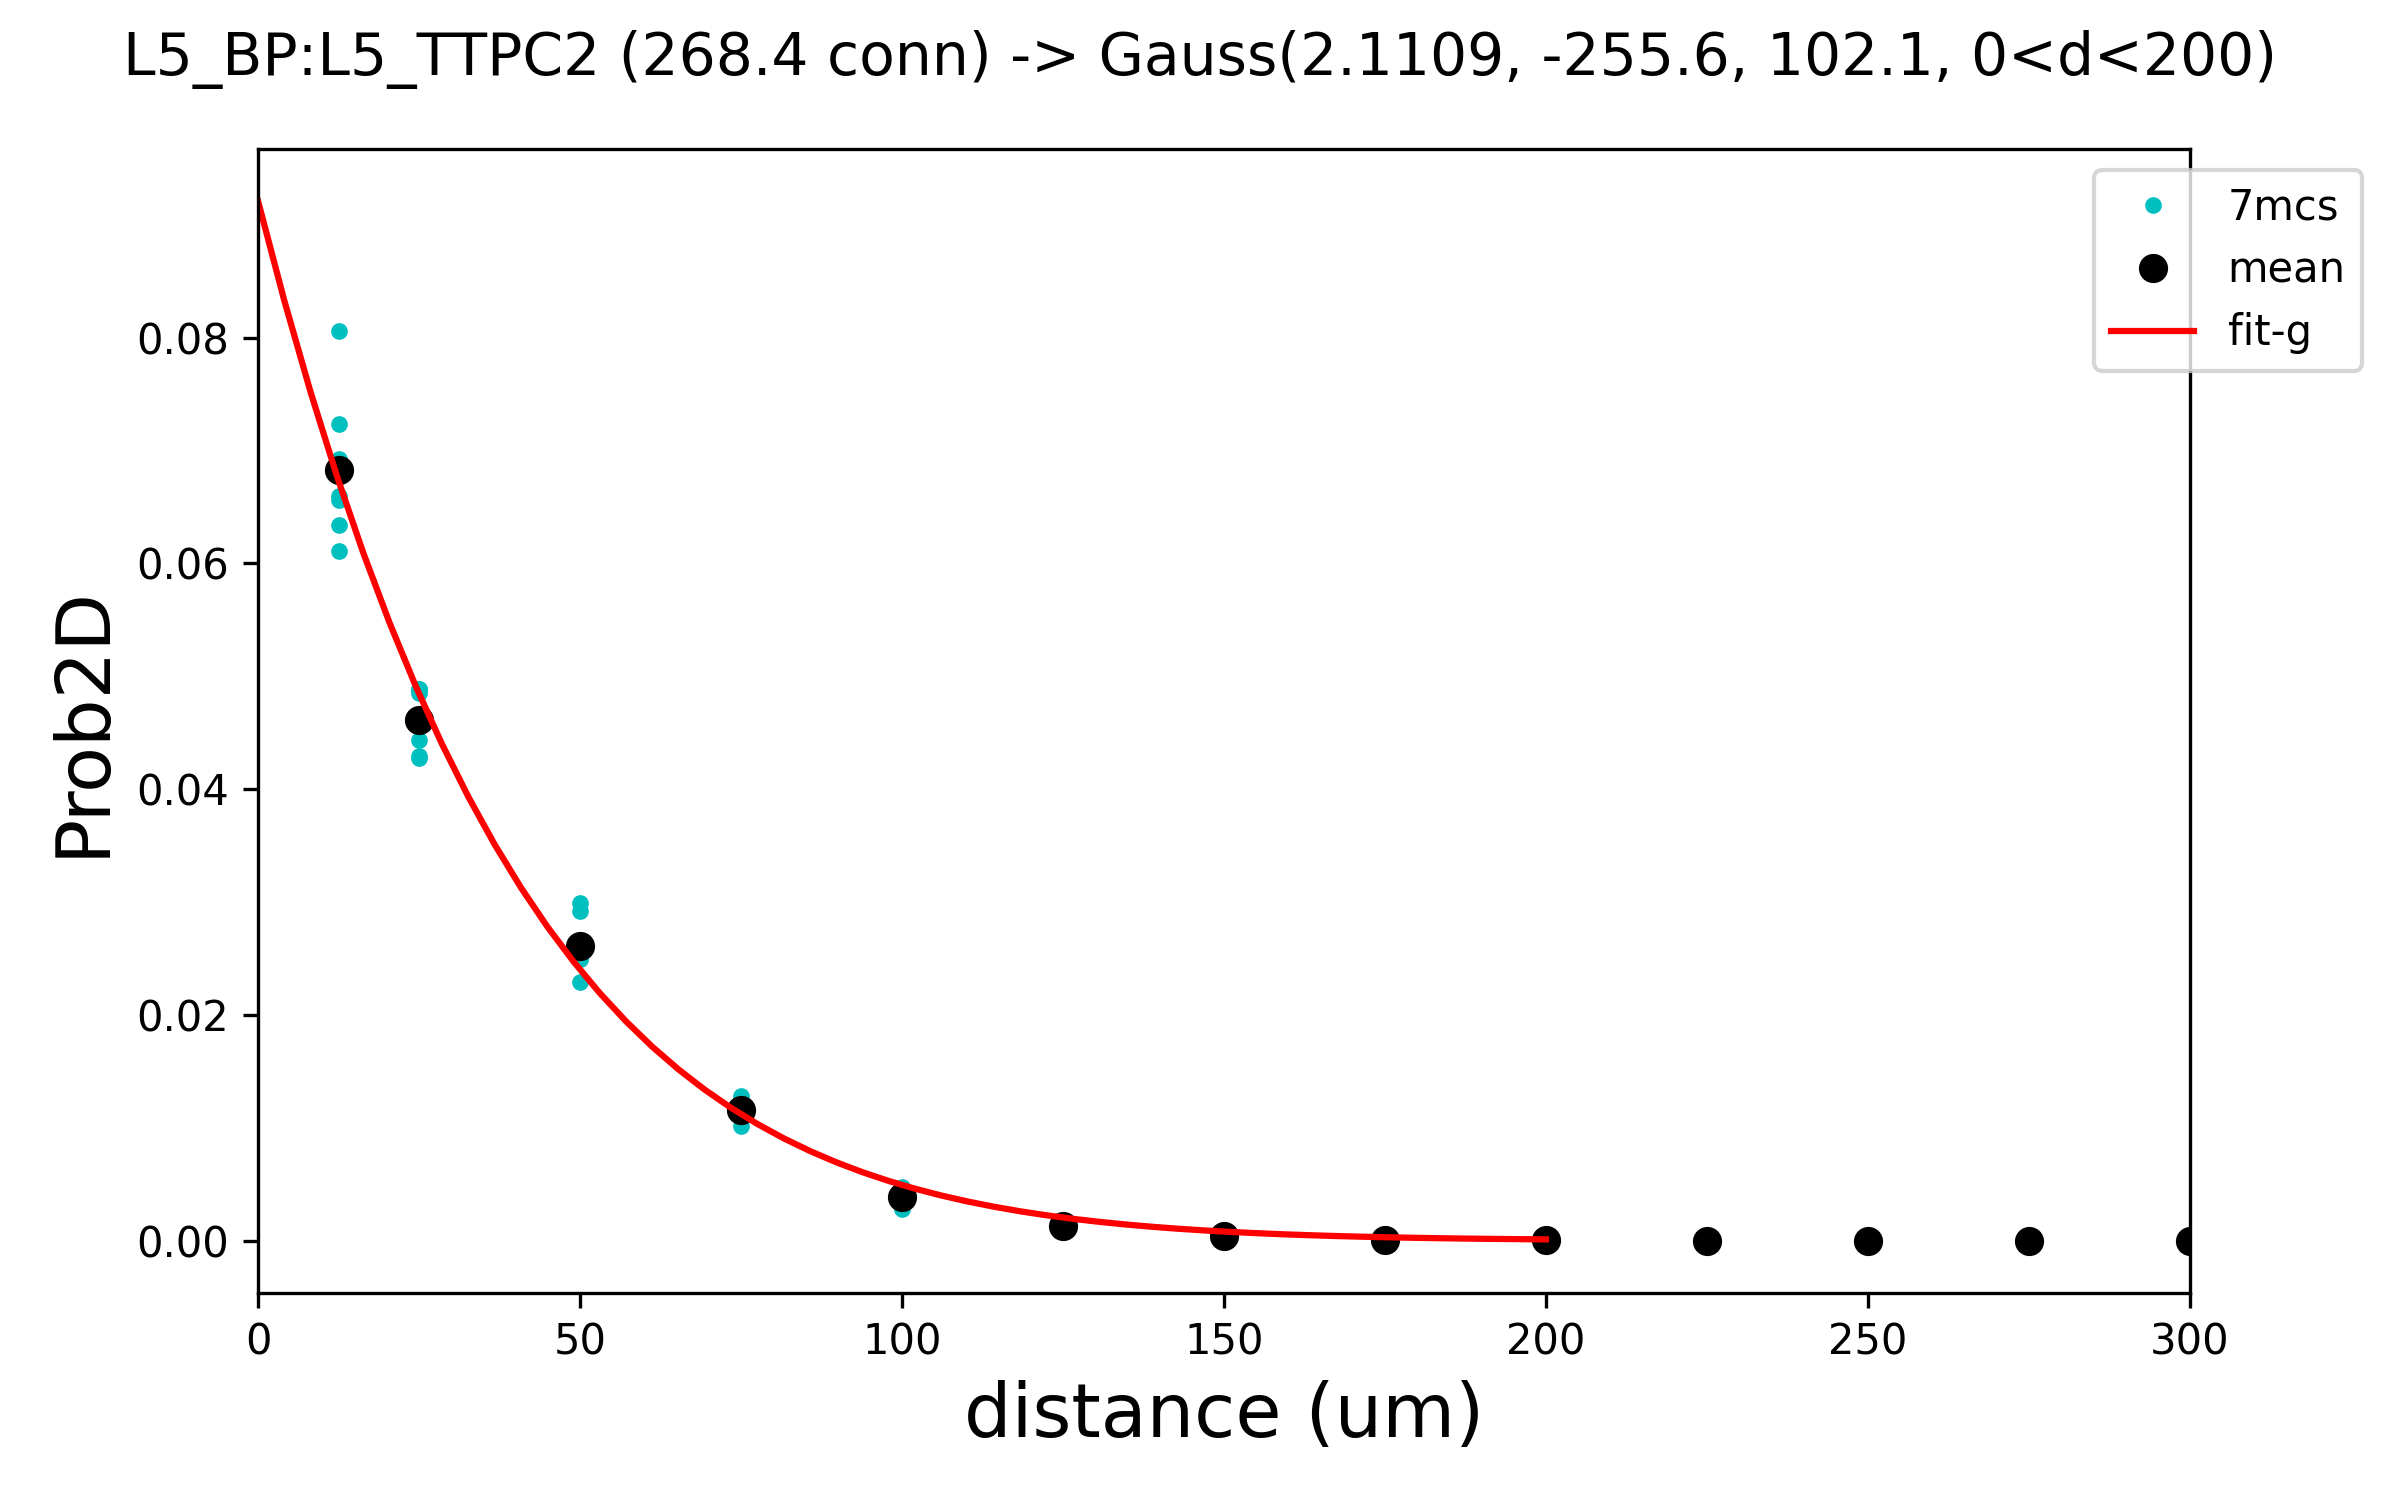 L5_BP:L5_TTPC2 (268.4 conn) -> Gauss(2.1109, -255.6, 102.1, 0<d<200)
7mcs
mean
fit-g
Prob2D
0.08
0.06
0.04
0.02
0.00
0 50 100 150 200 250 300
distance (um)